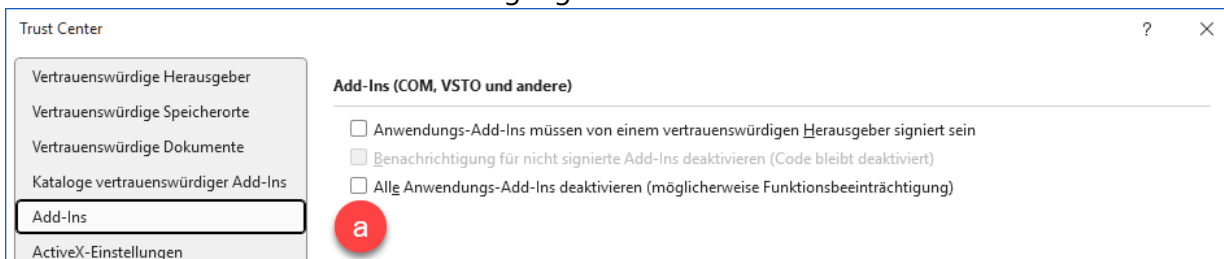 Trust Center ? ×
Vertrauenswürdige Herausgeber
Vertrauenswürdige Speicherorte
Vertrauenswürdige Dokumente
Kataloge vertrauenswürdiger Add-Ins
Add-Ins
ActiveX-Einstellungen
Add-Ins (COM, VSTO und andere)
Anwendungs-Add-Ins müssen von einem vertrauenswürdigen Herausgeber signiert sein
Benachrichtigung für nicht signierte Add-Ins deaktivieren (Code bleibt deaktiviert)
Alle Anwendungs-Add-Ins deaktivieren (möglicherweise Funktionsbeeinträchtigung)
a